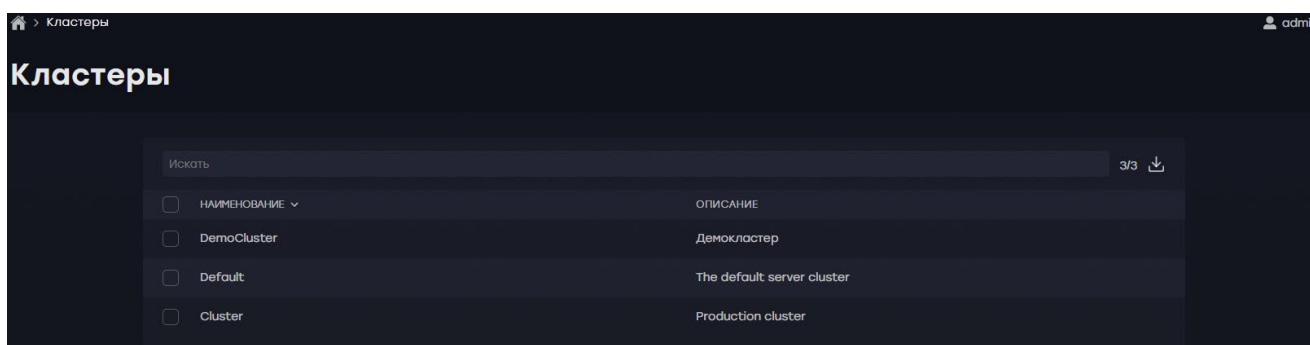 > Кластеры
admi
Кластеры
Искать
3/3
НАИМЕНОВАНИЕ ОПИСАНИЕ
DemoCluster Демокластер
Default The default server cluster
Cluster Production cluster